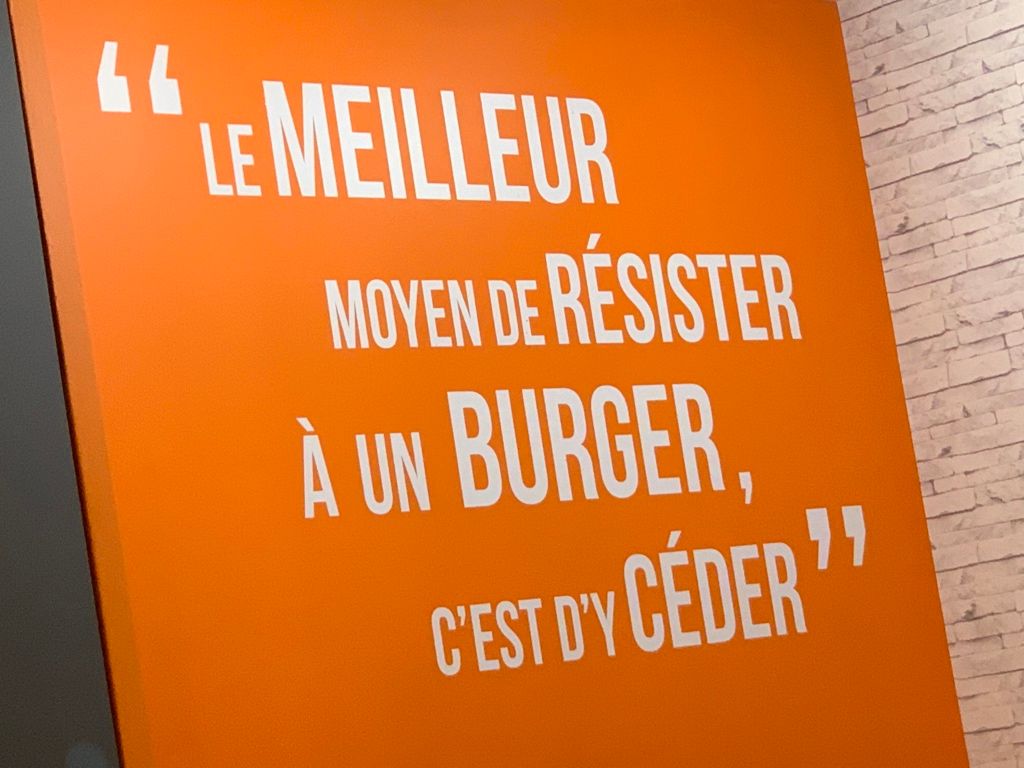 “ LE MEILLEUR
MOYEN DE RÉSISTER
À UN BURGER,
C’EST D’Y CÉDER ”